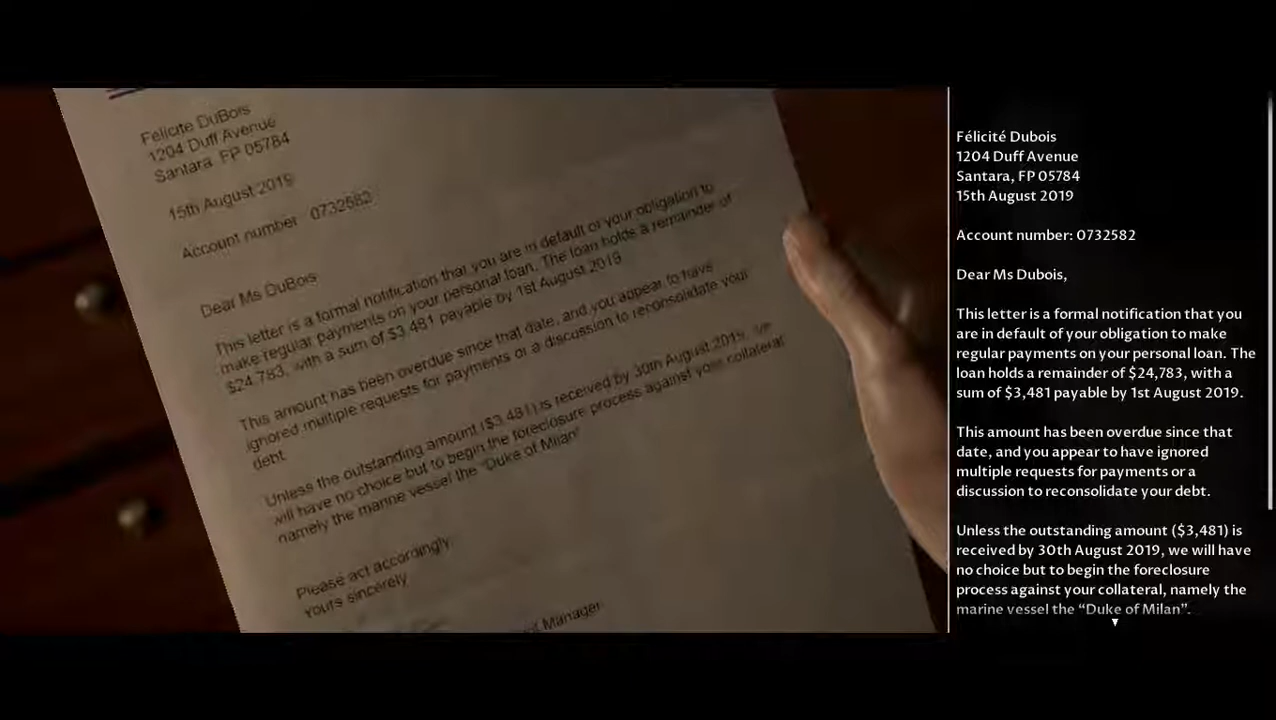 Félicité DuBois
1204 Duff Avenue
Santara, FP 05784
15th August 2019
Account number: 0732582
Dear Ms DuBois
This letter is a formal notification that you are in default of your obligation to
make regular payments on your personal loan. The loan holds a remainder of
$24,783, with a sum of $3,481 payable by 1st August 2019
This amount has been overdue since that date, and you appear to have
ignored multiple requests for payments or a discussion to reconsolidate your
debt.
Unless the outstanding amount ($3,481) is received by 30th August 2019, we
will have no choice but to begin the foreclosure process against your collateral
namely the marine vessel the "Duke of Milan"
Please act accordingly
yours sincerely
Manager
Félicité Dubois
1204 Duff Avenue
Santara, FP 05784
15th August 2019
Account number: 0732582
Dear Ms Dubois,
This letter is a formal notification that you
are in default of your obligation to make
regular payments on your personal loan. The
loan holds a remainder of $24,783, with a
sum of $3,481 payable by 1st August 2019.
This amount has been overdue since that
date, and you appear to have ignored
multiple requests for payments or a
discussion to reconsolidate your debt.
Unless the outstanding amount ($3,481) is
received by 30th August 2019, we will have
no choice but to begin the foreclosure
process against your collateral, namely the
marine vessel the “Duke of Milan”.